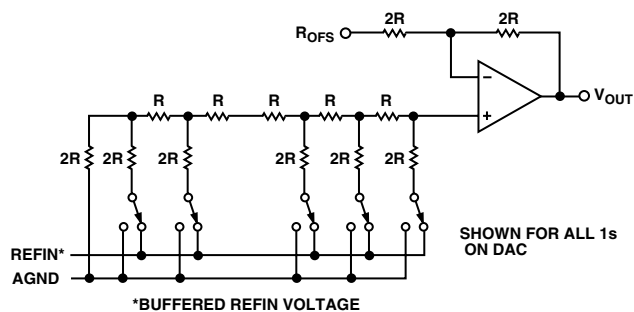 2R 2R
R_OFS
V_OUT
R R R R R
2R 2R 2R 2R 2R 2R
REFIN*
AGND
SHOWN FOR ALL 1s
ON DAC
*BUFFERED REFIN VOLTAGE